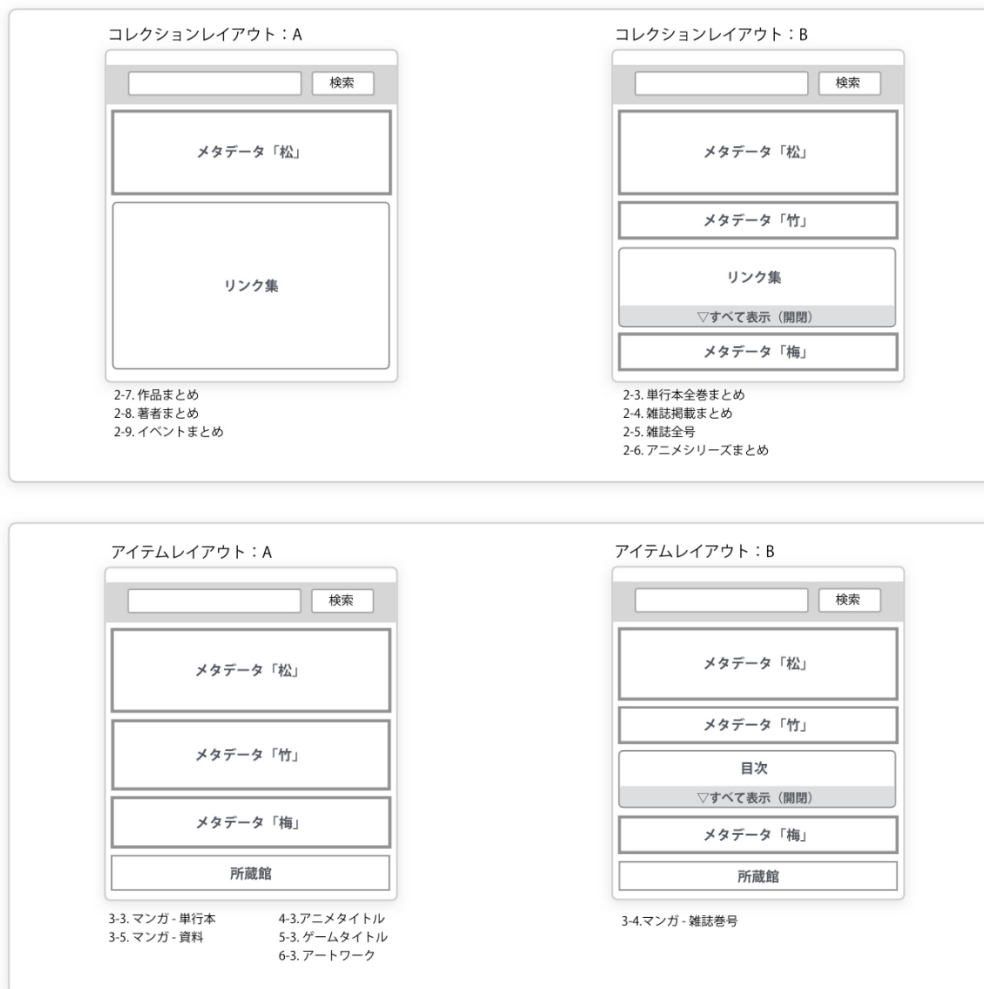 コレクションレイアウト：A
検索
メタデータ「松」
リンク集
2-7. 作品まとめ
2-8. 著者まとめ
2-9. イベントまとめ
コレクションレイアウト：B
検索
メタデータ「松」
メタデータ「竹」
リンク集
▽すべて表示（開閉）
メタデータ「梅」
2-3. 単行本全巻まとめ
2-4. 雑誌掲載まとめ
2-5. 雑誌全号
2-6. アニメシリーズまとめ
アイテムレイアウト：A
検索
メタデータ「松」
メタデータ「竹」
メタデータ「梅」
所蔵館
3-3. マンガ - 単行本
3-5. マンガ - 資料
4-3.アニメタイトル
5-3. ゲームタイトル
6-3. アートワーク
アイテムレイアウト：B
検索
メタデータ「松」
メタデータ「竹」
目次
▽すべて表示（開閉）
メタデータ「梅」
所蔵館
3-4.マンガ - 雑誌巻号